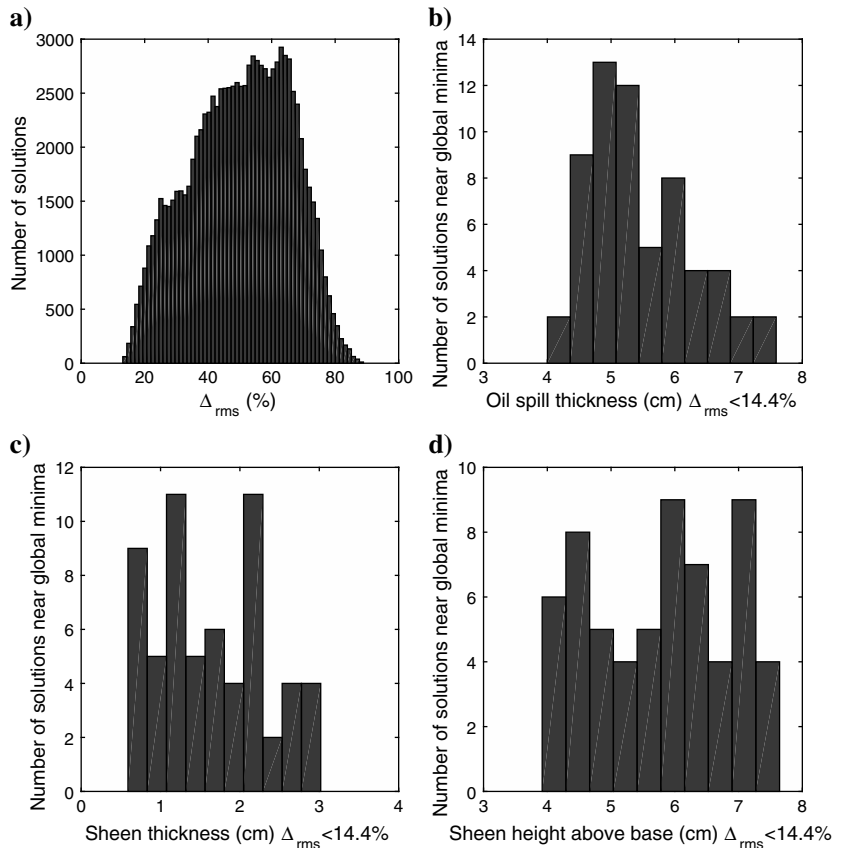 a)
3000
2500
2000
1500
1000
500
0
Number of solutions
0 20 40 60 80 100
Δrms (%)
b)
14
12
10
8
6
4
2
0
Number of solutions near global minima
3 4 5 6 7 8
Oil spill thickness (cm) Δrms<14.4%
c)
12
10
8
6
4
2
0
Number of solutions near global minima
0 1 2 3 4
Sheen thickness (cm) Δrms<14.4%
d)
10
8
6
4
2
0
Number of solutions near global minima
3 4 5 6 7 8
Sheen height above base (cm) Δrms<14.4%